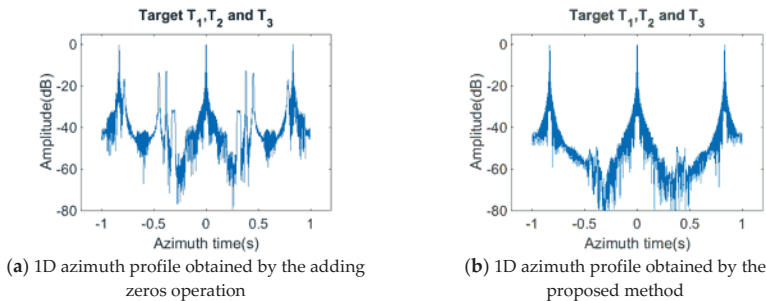 Target T1,T2 and T3
Amplitude(dB)
0
-20
-40
-60
-80
-1
-0.5
0
0.5
1
Azimuth time(s)
(a) 1D azimuth profile obtained by the adding
zeros operation
Target T1,T2 and T3
Amplitude(dB)
0
-20
-40
-60
-80
-1
-0.5
0
0.5
1
Azimuth time(s)
(b) 1D azimuth profile obtained by the
proposed method